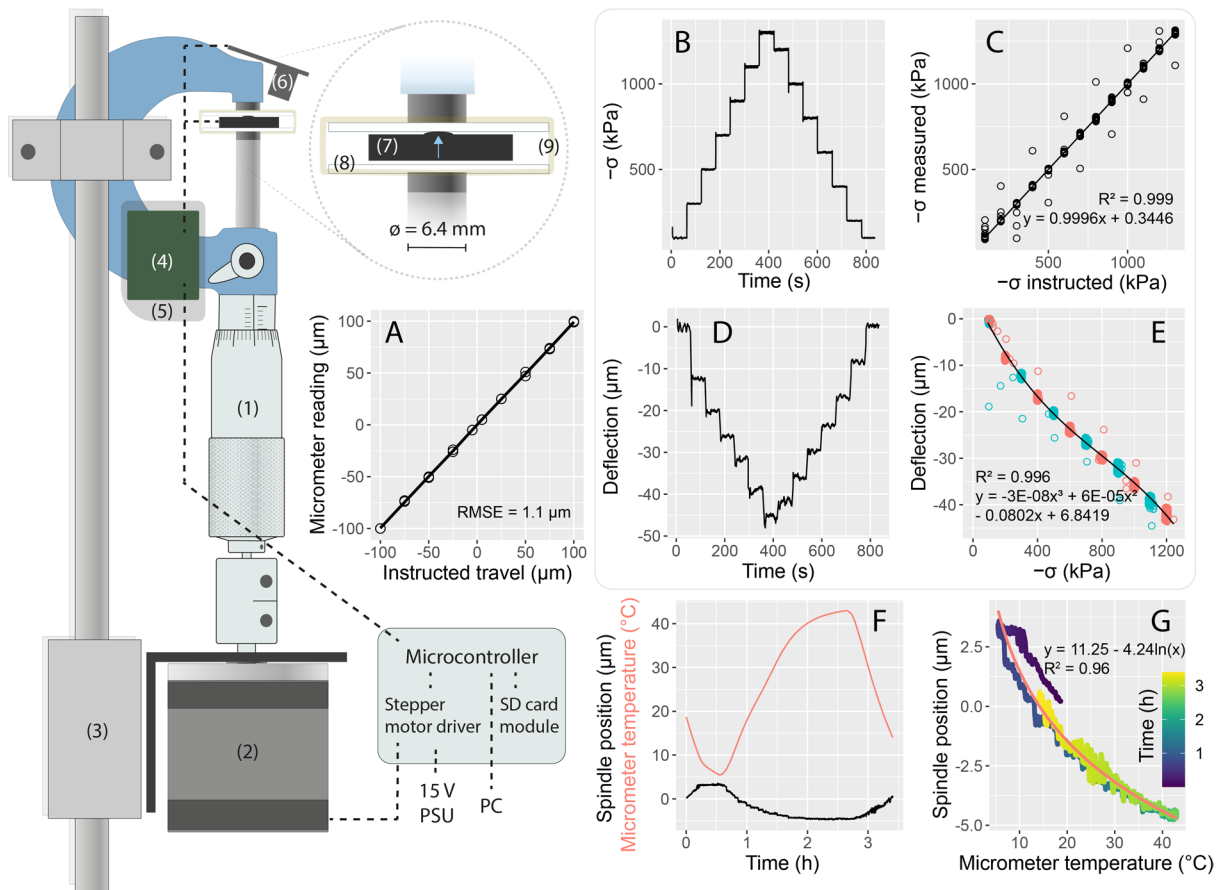 (6)
(7)
(8)
(9)
ø = 6.4 mm
(4)
(5)
(1)
(3)
(2)
Microcontroller
Stepper
motor driver
SD card
module
15 V
PSU
PC
A
Micrometer reading (µm)
100
50
0
-50
-100
RMSE = 1.1 µm
-100
50
0
50
100
Instructed travel (µm)
B
−σ (kPa)
1000
500
0
200
400
600
800
Time (s)
C
−σ measured (kPa)
1000
500
R² = 0.999
y = 0.9996x + 0.3446
500
1000
−σ instructed (kPa)
D
Deflection (µm)
0
-10
-20
-30
-40
-50
0
200
400
600
800
Time (s)
E
Deflection (µm)
0
-10
-20
-30
-40
R² = 0.996
y = -3E-08x³ + 6E-05x²
- 0.0802x + 6.8419
0
400
800
1200
−σ (kPa)
F
Spindle position (µm)
Micrometer temperature (°C)
40
30
20
10
0
0
1
2
3
Time (h)
G
Spindle position (µm)
2.5
0.0
-2.5
-5.0
y = 11.25 - 4.24ln(x)
R² = 0.96
Time (h)
3
2
1
10
20
30
40
Micrometer temperature (°C)